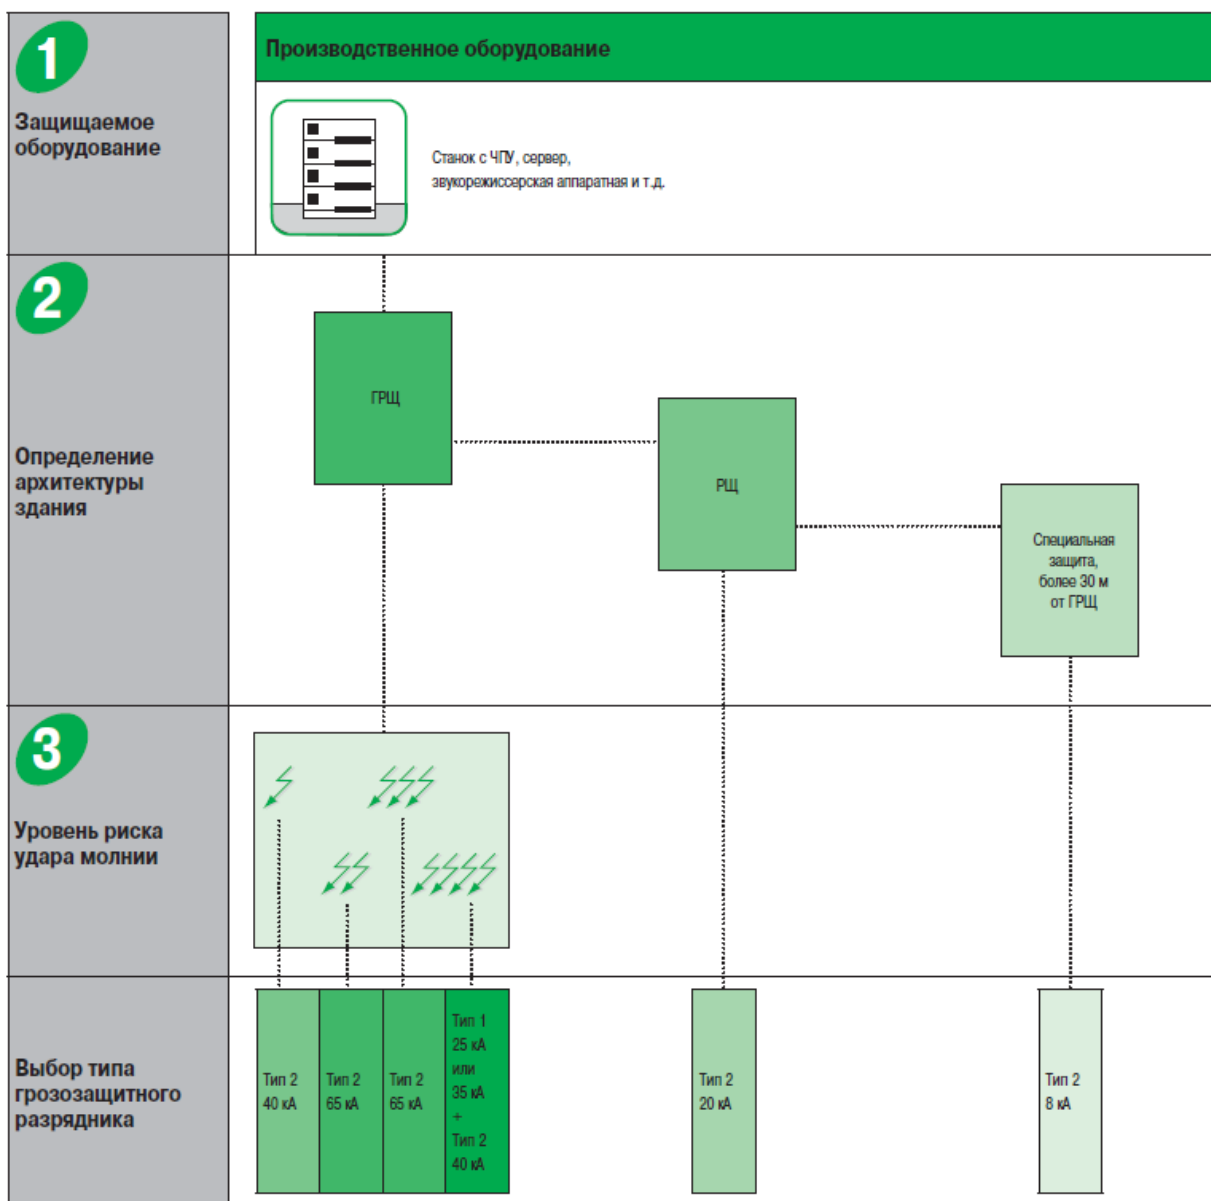 1
Защищаемое
оборудование
Производственное оборудование
Станок с ЧПУ, сервер,
звукорежиссерская аппаратная и т.д.
2
Определение
архитектуры
здания
ГРЩ
РЩ
Специальная
защита,
более 30 м
от ГРЩ
3
Уровень риска
удара молнии
Выбор типа
грозозащитного
разрядника
Тип 2
40 кА
Тип 2
65 кА
Тип 2
65 кА
Тип 1
25 кА
или
35 кА
+
Тип 2
40 кА
Тип 2
20 кА
Тип 2
8 кА